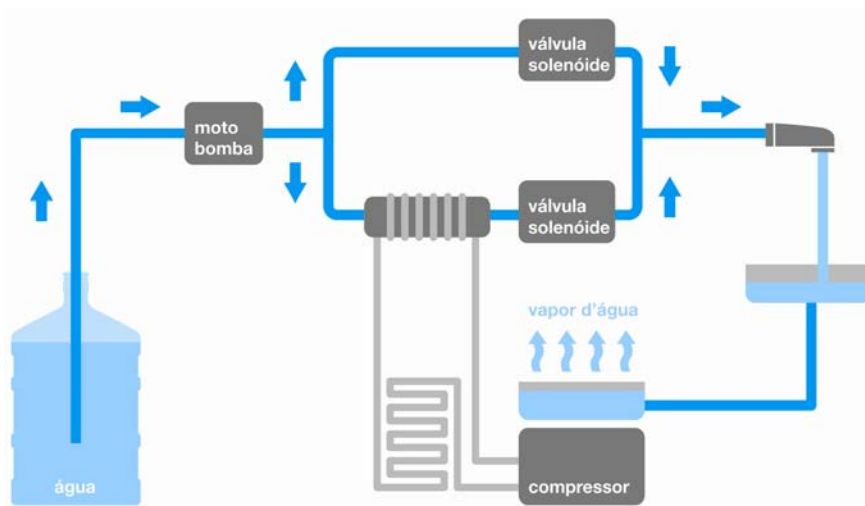 válvula
solenóide
moto
bomba
válvula
solenóide
vapor d'água
água
compressor